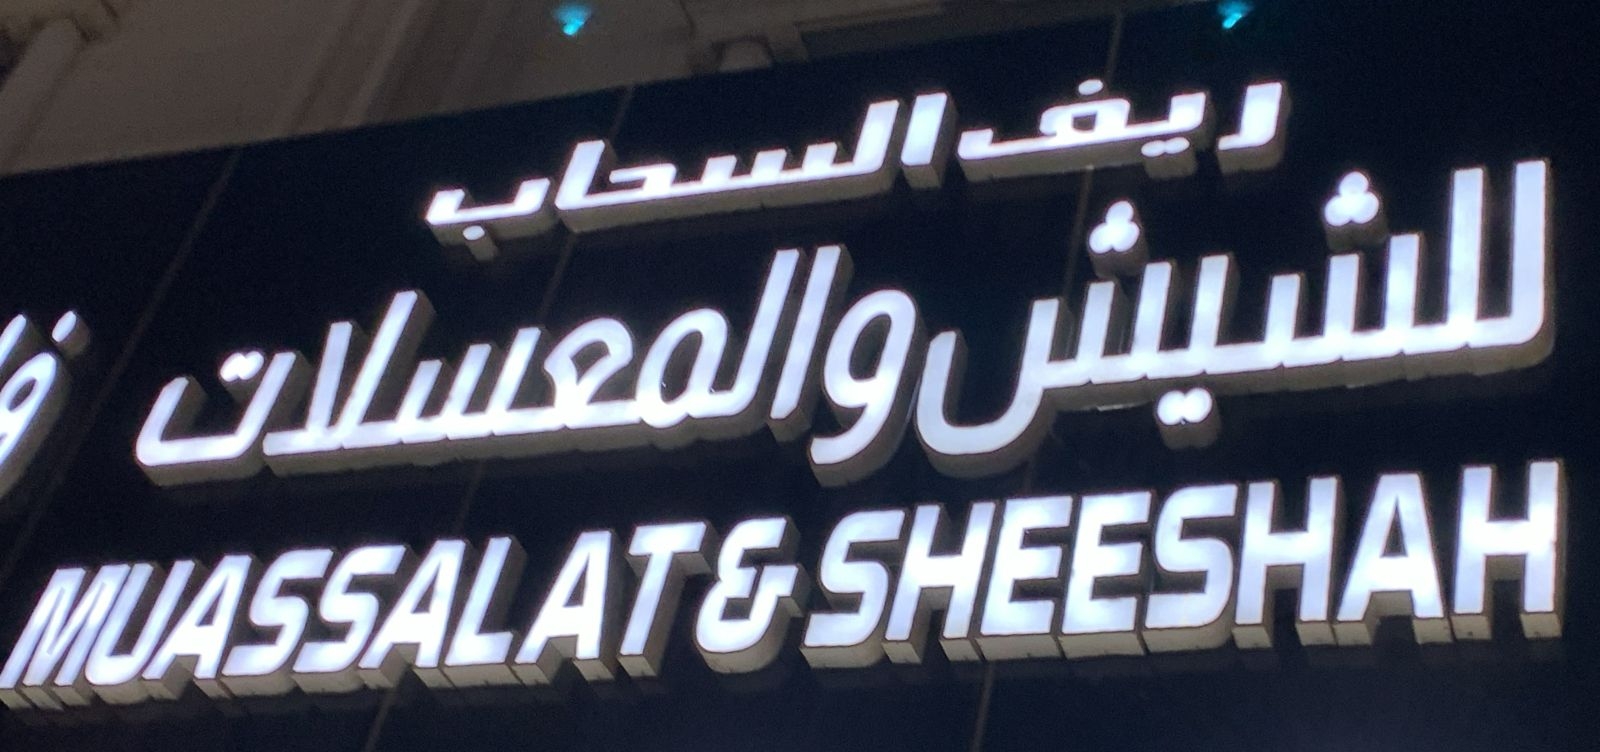 ريف السحاب
للشيش والمعسلات
MUASSALAT & SHEESHAH